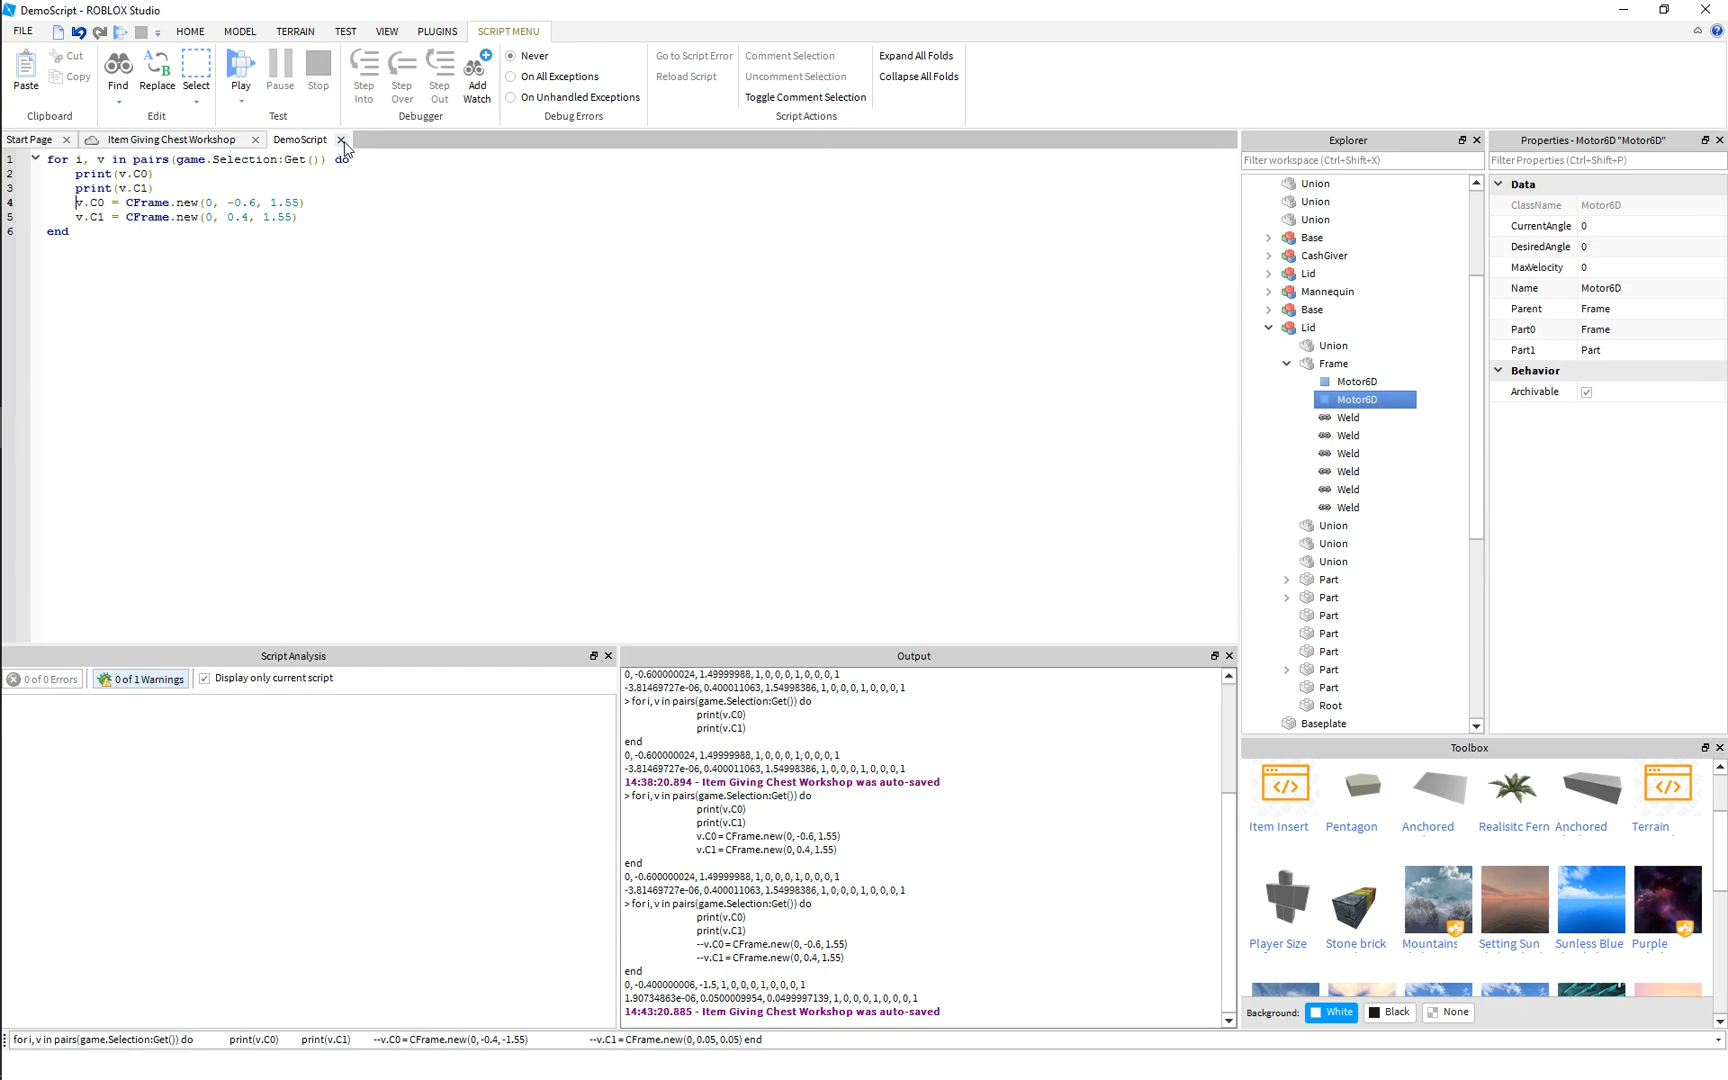 DemoScript - ROBLOX Studio
FILE HOME MODEL TERRAIN TEST VIEW PLUGINS SCRIPT MENU
Paste Cut Copy Clipboard
Find Replace Select Edit
Play Pause Stop Test
Step Into Step Over Step Out Add Watch Debugger
Never
On All Exceptions
On Unhandled Exceptions
Debug Errors
Go to Script Error Comment Selection Expand All Folds
Reload Script Uncomment Selection Collapse All Folds
Toggle Comment Selection
Script Actions
Start Page Item Giving Chest Workshop DemoScript
1 for i, v in pairs(game.Selection:Get()) do
2 print(v.C0)
3 print(v.C1)
4 v.C0 = CFrame.new(0, -0.6, 1.55)
5 v.C1 = CFrame.new(0, 0.4, 1.55)
6 end
Explorer
Filter workspace (Ctrl+Shift+X)
Union
Union
Union
Base
CashGiver
Lid
Mannequin
Base
Lid
Union
Frame
Motor6D
Motor6D
Weld
Weld
Weld
Weld
Weld
Weld
Union
Union
Union
Part
Part
Part
Part
Part
Part
Part
Root
Baseplate
Properties - Motor6D "Motor6D"
Filter Properties (Ctrl+Shift+P)
Data
ClassName Motor6D
CurrentAngle 0
DesiredAngle 0
MaxVelocity 0
Name Motor6D
Parent Frame
Part0 Frame
Part1 Part
Behavior
Archivable
Script Analysis
0 of 0 Errors 0 of 1 Warnings Display only current script
Output
0, -0.600000024, 1.49999988, 1, 0, 0, 0, 1, 0, 0, 0, 1
-3.81469727e-06, 0.400011063, 1.54998386, 1, 0, 0, 0, 1, 0, 0, 0, 1
> for i, v in pairs(game.Selection:Get()) do
print(v.C0)
print(v.C1)
end
0, -0.600000024, 1.49999988, 1, 0, 0, 0, 1, 0, 0, 0, 1
-3.81469727e-06, 0.400011063, 1.54998386, 1, 0, 0, 0, 1, 0, 0, 0, 1
14:38:20.894 - Item Giving Chest Workshop was auto-saved
> for i, v in pairs(game.Selection:Get()) do
print(v.C0)
print(v.C1)
v.C0 = CFrame.new(0, -0.6, 1.55)
v.C1 = CFrame.new(0, 0.4, 1.55)
end
0, -0.600000024, 1.49999988, 1, 0, 0, 0, 1, 0, 0, 0, 1
-3.81469727e-06, 0.400011063, 1.54998386, 1, 0, 0, 0, 1, 0, 0, 0, 1
> for i, v in pairs(game.Selection:Get()) do
print(v.C0)
print(v.C1)
--v.C0 = CFrame.new(0, -0.6, 1.55)
--v.C1 = CFrame.new(0, 0.4, 1.55)
end
0, -0.400000006, -1.5, 1, 0, 0, 0, 1, 0, 0, 0, 1
1.90734863e-06, 0.0500009954, 0.0499997139, 1, 0, 0, 0, 1, 0, 0, 0, 1
14:43:20.885 - Item Giving Chest Workshop was auto-saved
Toolbox
Item Insert Pentagon Anchored Realisitc Fern Anchored Terrain
Player Size Stone brick Mountains Setting Sun Sunless Blue Purple
Background: White Black None
for i, v in pairs(game.Selection:Get()) do print(v.C0) print(v.C1) --v.C0 = CFrame.new(0, -0.4, -1.55) --v.C1 = CFrame.new(0, 0.05, 0.05) end